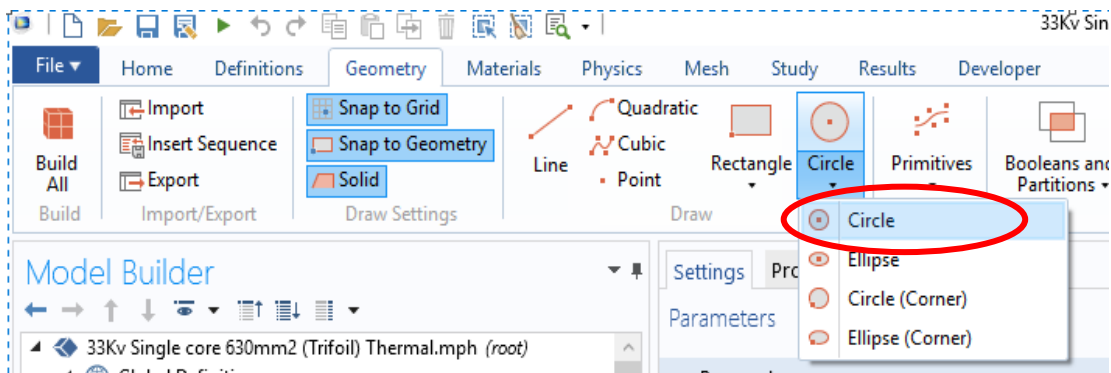 33Kv Sin
File Home Definitions Geometry Materials Physics Mesh Study Results Developer
Import
Insert Sequence
Export
Build
All
Snap to Grid
Snap to Geometry
Solid
Line
Quadratic
Cubic
Point
Rectangle
Circle
Primitives
Booleans and
Partitions
Build
Import/Export
Draw Settings
Draw
Circle
Ellipse
Circle (Corner)
Ellipse (Corner)
Model Builder
33Kv Single core 630mm2 (Trifoil) Thermal.mph (root)
Settings
Parameters